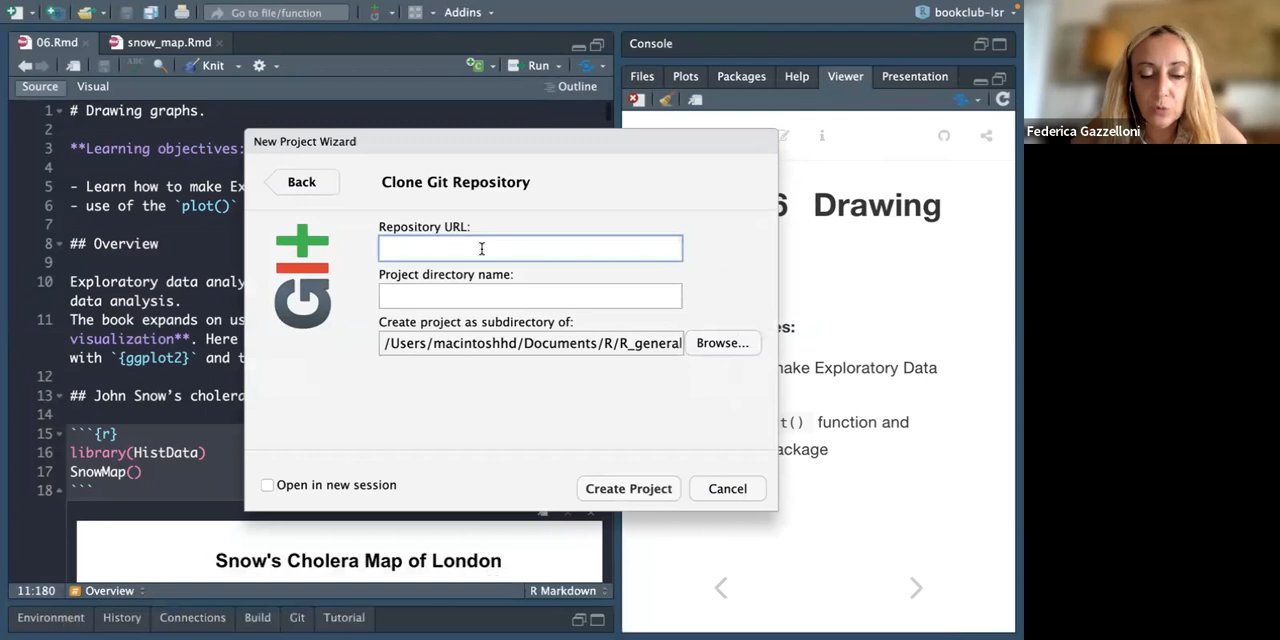 Go to file/function
Addins
bookclub-lsr
06.Rmd
snow_map.Rmd
Console
Knit
Run
Files
Plots
Packages
Help
Viewer
Presentation
Source
Visual
Outline
1 # Drawing graphs.
2
3 **Learning objectives:
4
5 - Learn how to make Ex
6 - use of the `plot()`
7
8 ## Overview
9
10 Exploratory data analy
data analysis.
11 The book expands on us
visualization**. Here
with `{ggplot2}` and t
12
13 ## John Snow’s cholera
14
15 ```{r}
16 library(HistData)
17 SnowMap()
18 ```
Snow's Cholera Map of London
11:180
# Overview
R Markdown
Environment
History
Connections
Build
Git
Tutorial
New Project Wizard
Back
Clone Git Repository
GIT
Repository URL:
Project directory name:
Create project as subdirectory of:
/Users/macintoshhd/Documents/R/R_general
Browse...
Open in new session
Create Project
Cancel
6 Drawing
es:
ake Exploratory Data
t() function and
ackage
Federica Gazzelloni